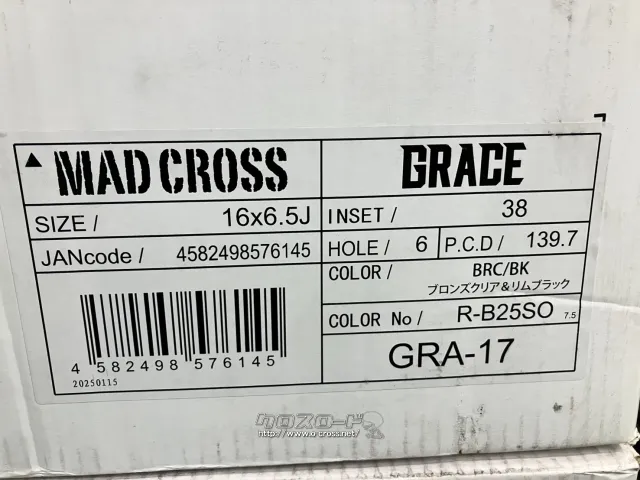 ▲ MAD CROSS
GRACE
SIZE / 16x6.5J
INSET / 38
JANcode / 4582498576145
HOLE / 6 P.C.D / 139.7
COLOR / BRC/BK
ブロンズクリア&リムブラック
COLOR No / R-B25SO 7.5
4 582498 576145
GRA-17
20250115
クロスロード
http://www.o-cross.net/